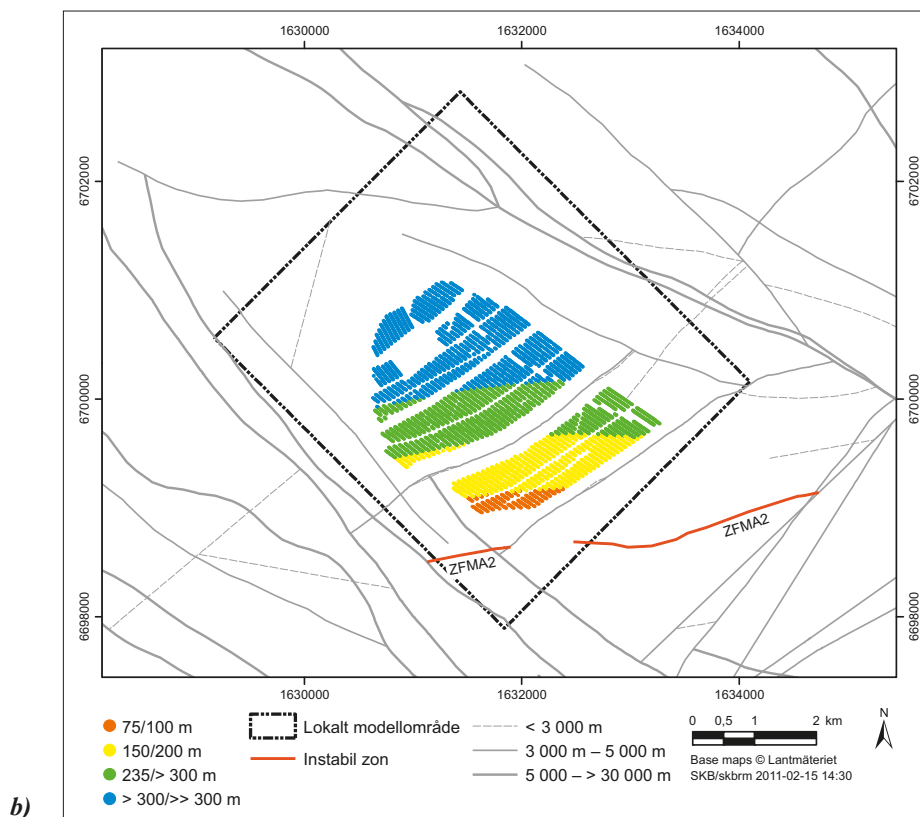 1630000 1632000 1634000
6702000 6702000
6700000 6700000
ZFMA2
ZFMA2
6698000 6698000
1630000 1632000 1634000
75/100 m
150/200 m
235/> 300 m
> 300/>> 300 m
Lokalt modellområde
Instabil zon
< 3 000 m
3 000 m – 5 000 m
5 000 – > 30 000 m
0 0,5 1 2 km
Base maps © Lantmäteriet
SKB/skbrm 2011-02-15 14:30
N
b)